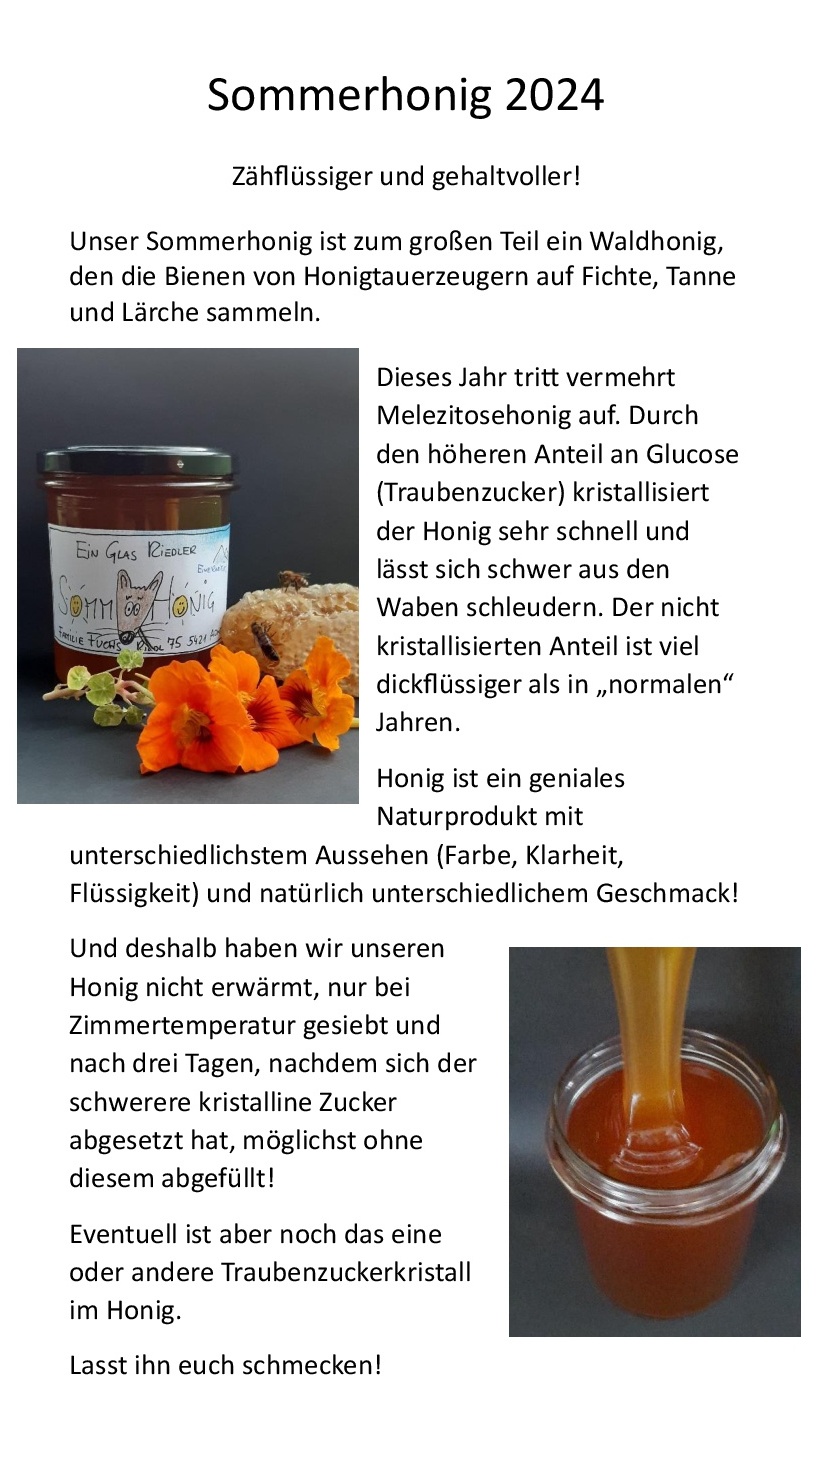 Sommerhonig 2024
Zähflüssiger und gehaltvoller!
Unser Sommerhonig ist zum großen Teil ein Waldhonig,
den die Bienen von Honigtauerzeugern auf Fichte, Tanne
und Lärche sammeln.
Ein Glas Riedler
Somm Honig
Familie Fuchs 75 5421
Dieses Jahr tritt vermehrt
Melezitosehonig auf. Durch
den höheren Anteil an Glucose
(Traubenzucker) kristallisiert
der Honig sehr schnell und
lässt sich schwer aus den
Waben schleudern. Der nicht
kristallisierten Anteil ist viel
dickflüssiger als in „normalen“
Jahren.
Honig ist ein geniales
Naturprodukt mit
unterschiedlichstem Aussehen (Farbe, Klarheit,
Flüssigkeit) und natürlich unterschiedlichem Geschmack!
Und deshalb haben wir unseren
Honig nicht erwärmt, nur bei
Zimmertemperatur gesiebt und
nach drei Tagen, nachdem sich der
schwerere kristalline Zucker
abgesetzt hat, möglichst ohne
diesem abgefüllt!
Eventuell ist aber noch das eine
oder andere Traubenzuckerkristall
im Honig.
Lasst ihn euch schmecken!